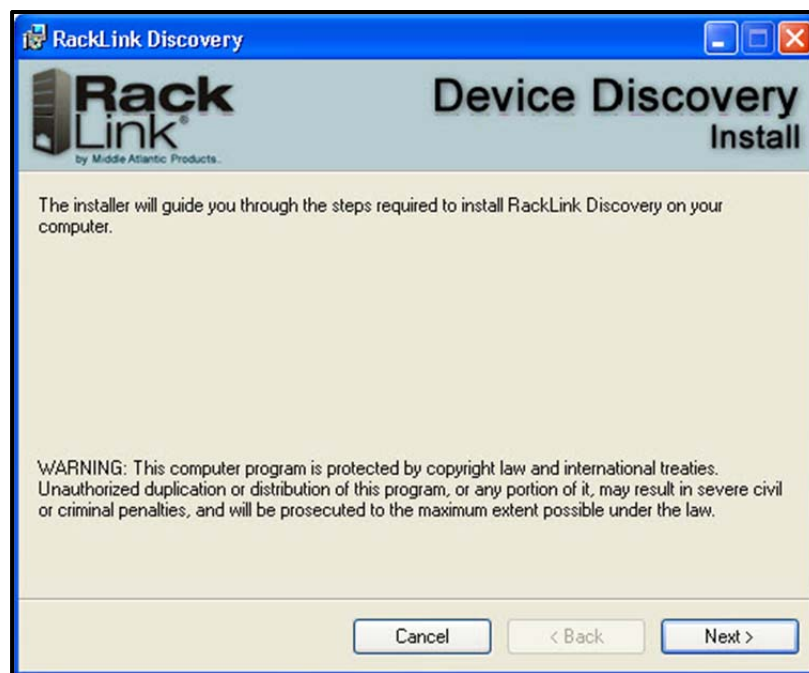 RackLink Discovery
Rack
Link®
by Middle Atlantic Products..
Device Discovery
Install
The installer will guide you through the steps required to install RackLink Discovery on your
computer.
WARNING: This computer program is protected by copyright law and international treaties.
Unauthorized duplication or distribution of this program, or any portion of it, may result in severe civil
or criminal penalties, and will be prosecuted to the maximum extent possible under the law.
Cancel
< Back
Next >